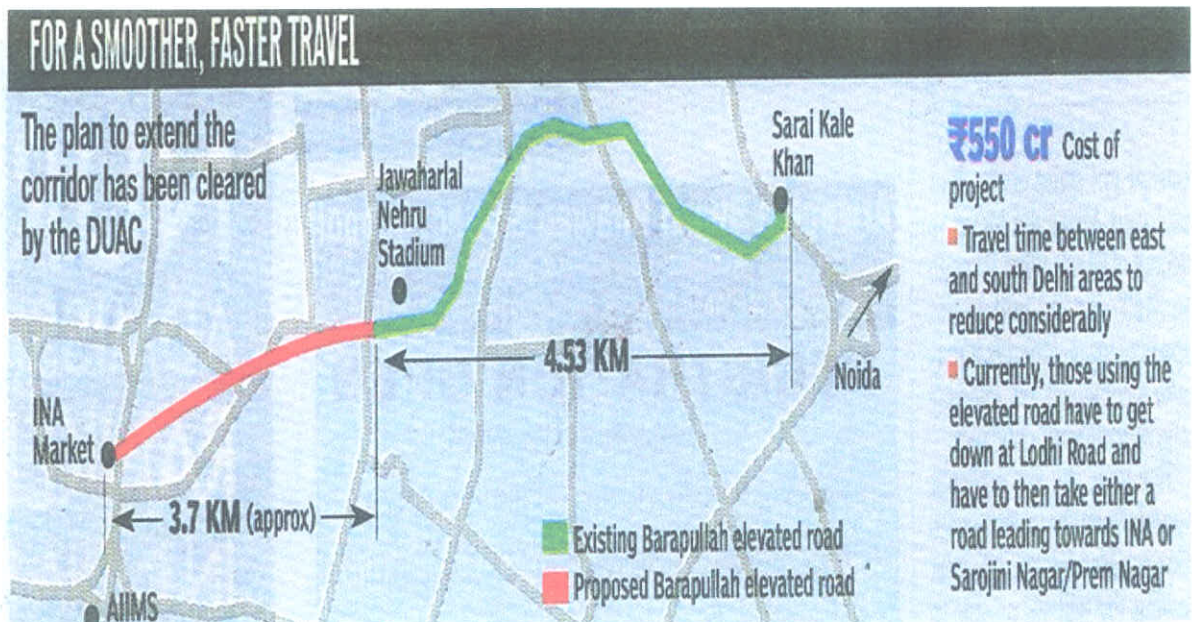 FOR A SMOOTHER, FASTER TRAVEL
The plan to extend the
corridor has been cleared
by the DUAC
Jawaharlal
Nehru
Stadium
Sarai Kale
Khan
4.53 KM
Noida
INA
Market
3.7 KM (approx)
AIIMS
Existing Barapullah elevated road
Proposed Barapullah elevated road
₹550 cr Cost of
project
Travel time between east
and south Delhi areas to
reduce considerably
Currently, those using the
elevated road have to get
down at Lodhi Road and
have to then take either a
road leading towards INA or
Sarojini Nagar/Prem Nagar